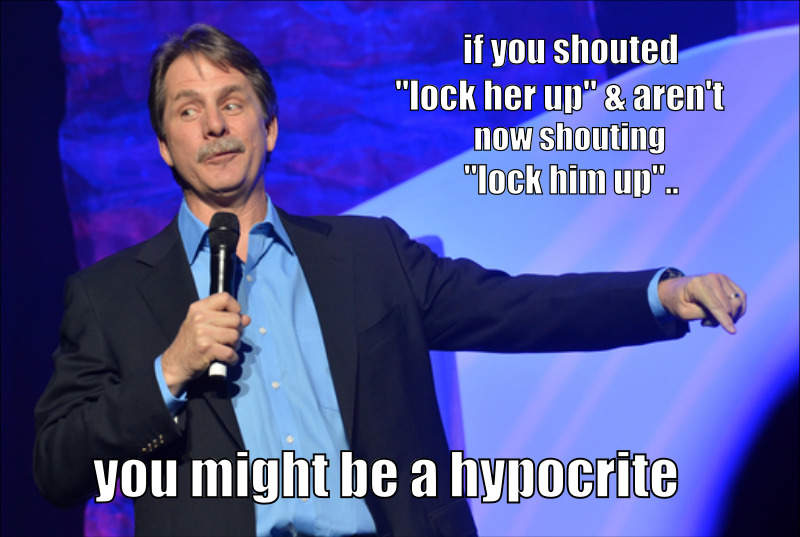 if you shouted
"lock her up" & aren't
now shouting
"lock him up"..
you might be a hypocrite